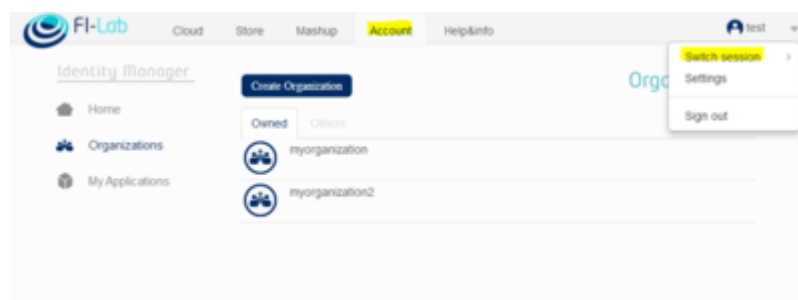 FI-Lab Cloud Store Mashup Account Help&Info test
Identity Manager
Create Organization
Orga
Switch session
Settings
Sign out
Home
Owned Others
Organizations
myorganization
My Applications
myorganization2